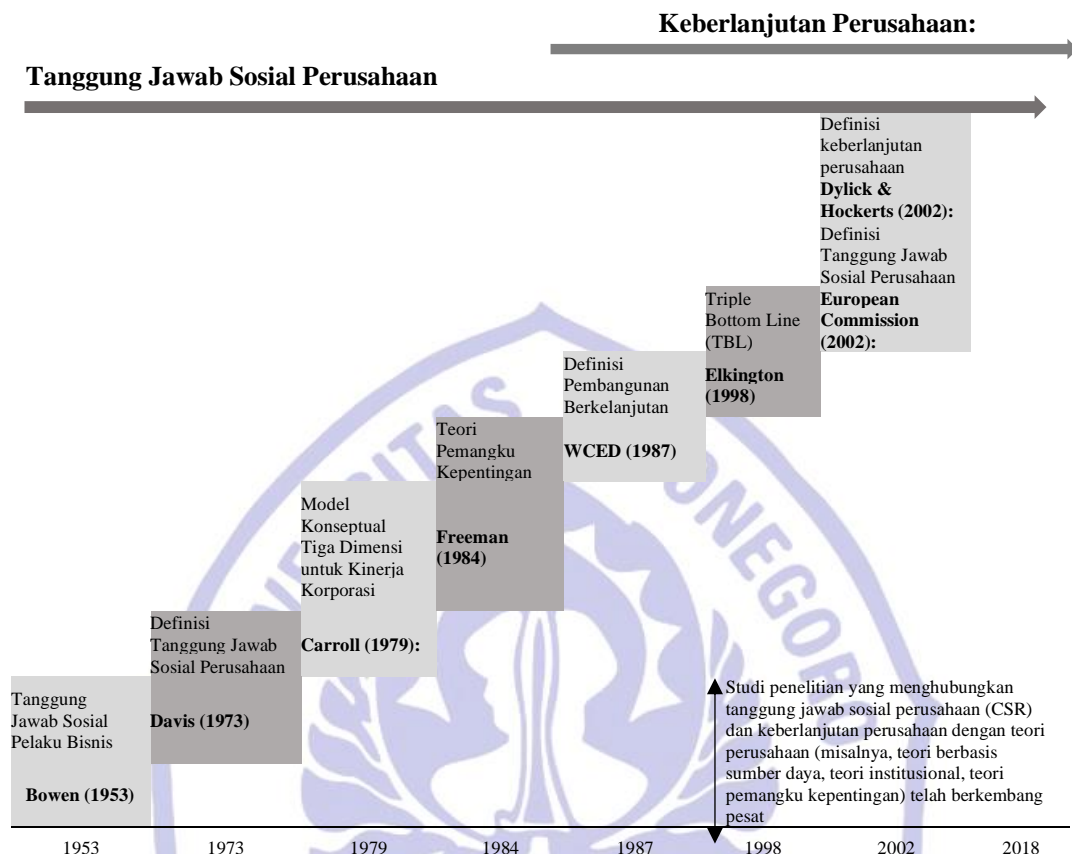 Keberlanjutan Perusahaan:
Tanggung Jawab Sosial Perusahaan
Definisi
keberlanjutan
perusahaan
Dylick &
Hockerts (2002):
Definisi
Tanggung Jawab
Sosial Perusahaan
European
Commission
(2002):
Triple
Bottom Line
(TBL)
Elkington
(1998)
Definisi
Pembangunan
Berkelanjutan
WCED (1987)
Teori
Pemangku
Kepentingan
Freeman
(1984)
Model
Konseptual
Tiga Dimensi
untuk Kinerja
Korporasi
Carroll (1979):
Definisi
Tanggung Jawab
Sosial Perusahaan
Davis (1973)
Tanggung
Jawab Sosial
Pelaku Bisnis
Bowen (1953)
Studi penelitian yang menghubungkan
tanggung jawab sosial perusahaan (CSR)
dan keberlanjutan perusahaan dengan teori
perusahaan (misalnya, teori berbasis
sumber daya, teori institusional, teori
pemangku kepentingan) telah berkembang
pesat
1953 1973 1979 1984 1987 1998 2002 2018